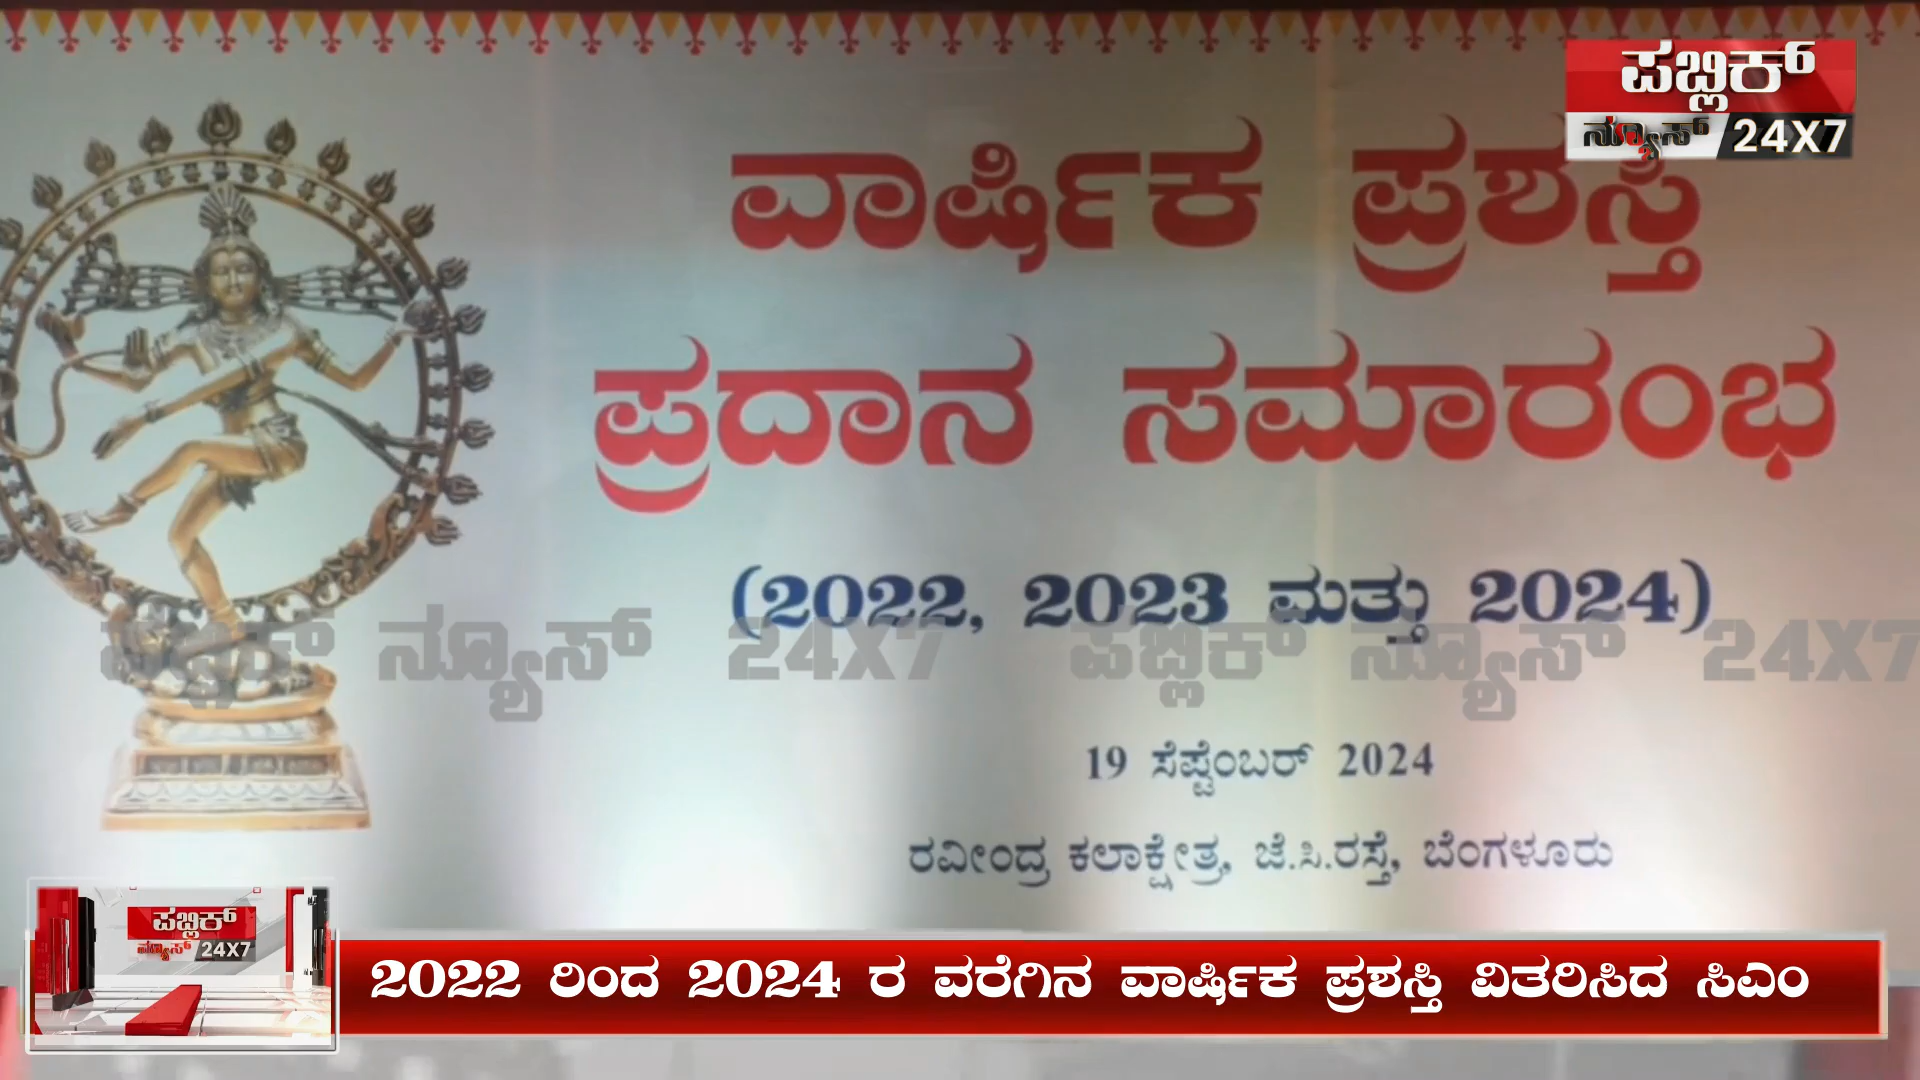 ಪಬ್ಲಿಕ್
ನ್ಯೂಸ್ 24X7
ವಾರ್ಷಿಕ ಪ್ರಶಸ್ತಿ
ಪ್ರದಾನ ಸಮಾರಂಭ
(2022, 2023 ಮತ್ತು 2024)
ಪಬ್ಲಿಕ್ ನ್ಯೂಸ್ 24X7 ಪಬ್ಲಿಕ್ ನ್ಯೂಸ್ 24X7
19 ಸೆಪ್ಟೆಂಬರ್ 2024
ರವೀಂದ್ರ ಕಲಾಕ್ಷೇತ್ರ, ಜೆ.ಸಿ.ರಸ್ತೆ, ಬೆಂಗಳೂರು
ಪಬ್ಲಿಕ್
ನ್ಯೂಸ್ 24X7
2022 ರಿಂದ 2024 ರ ವರೆಗಿನ ವಾರ್ಷಿಕ ಪ್ರಶಸ್ತಿ ವಿತರಿಸಿದ ಸಿಎಂ